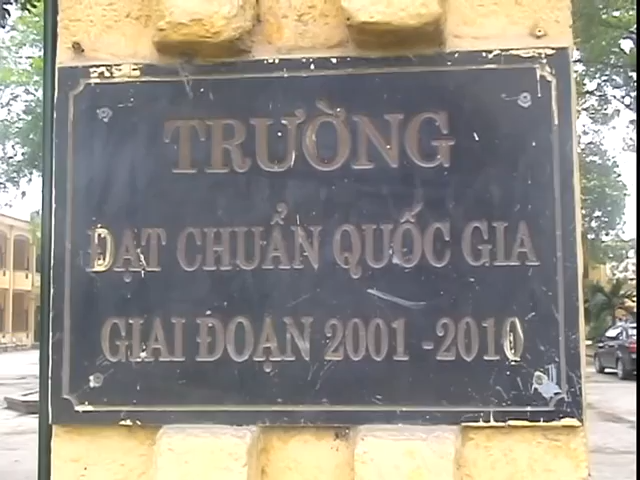 TRƯỜNG
ĐẠT CHUẨN QUỐC GIA
GIAI ĐOẠN 2001 - 2010